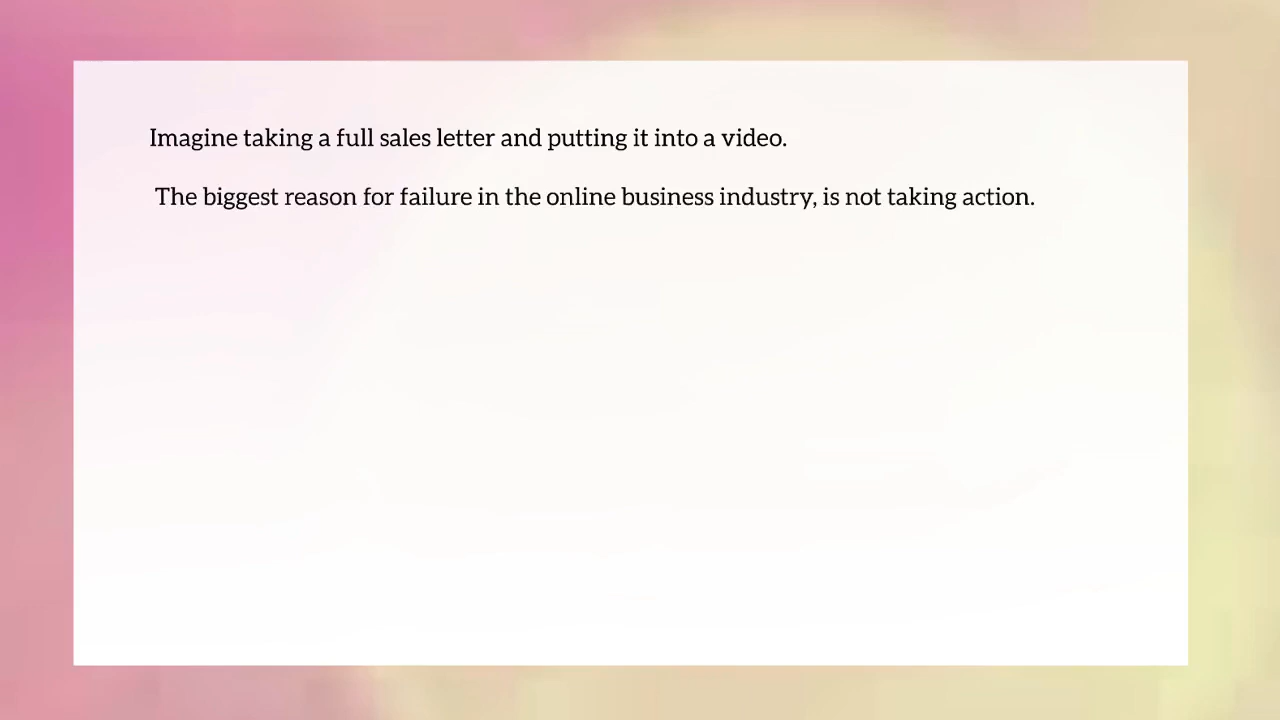 Imagine taking a full sales letter and putting it into a video.
The biggest reason for failure in the online business industry, is not taking action.